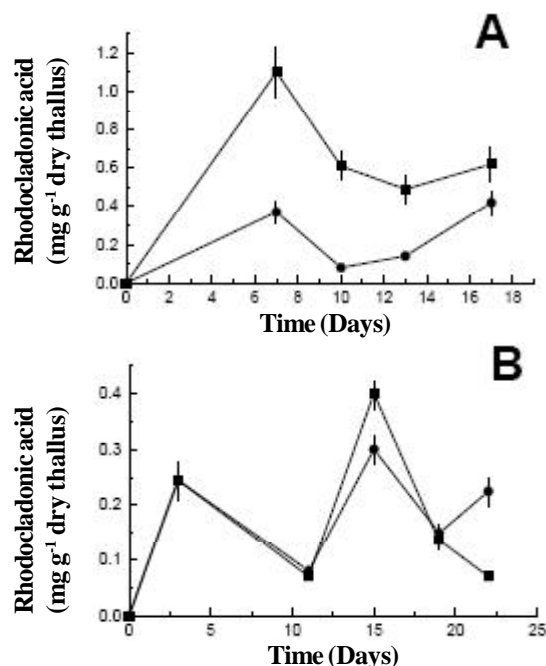 A
Rhodocladonic acid
(mg g⁻¹ dry thallus)
1.2
1.0
0.8
0.6
0.4
0.2
0.0
0 2 4 6 8 10 12 14 16 18
Time (Days)
B
Rhodocladonic acid
(mg g⁻¹ dry thallus)
0.4
0.3
0.2
0.1
0.0
0 5 10 15 20 25
Time (Days)